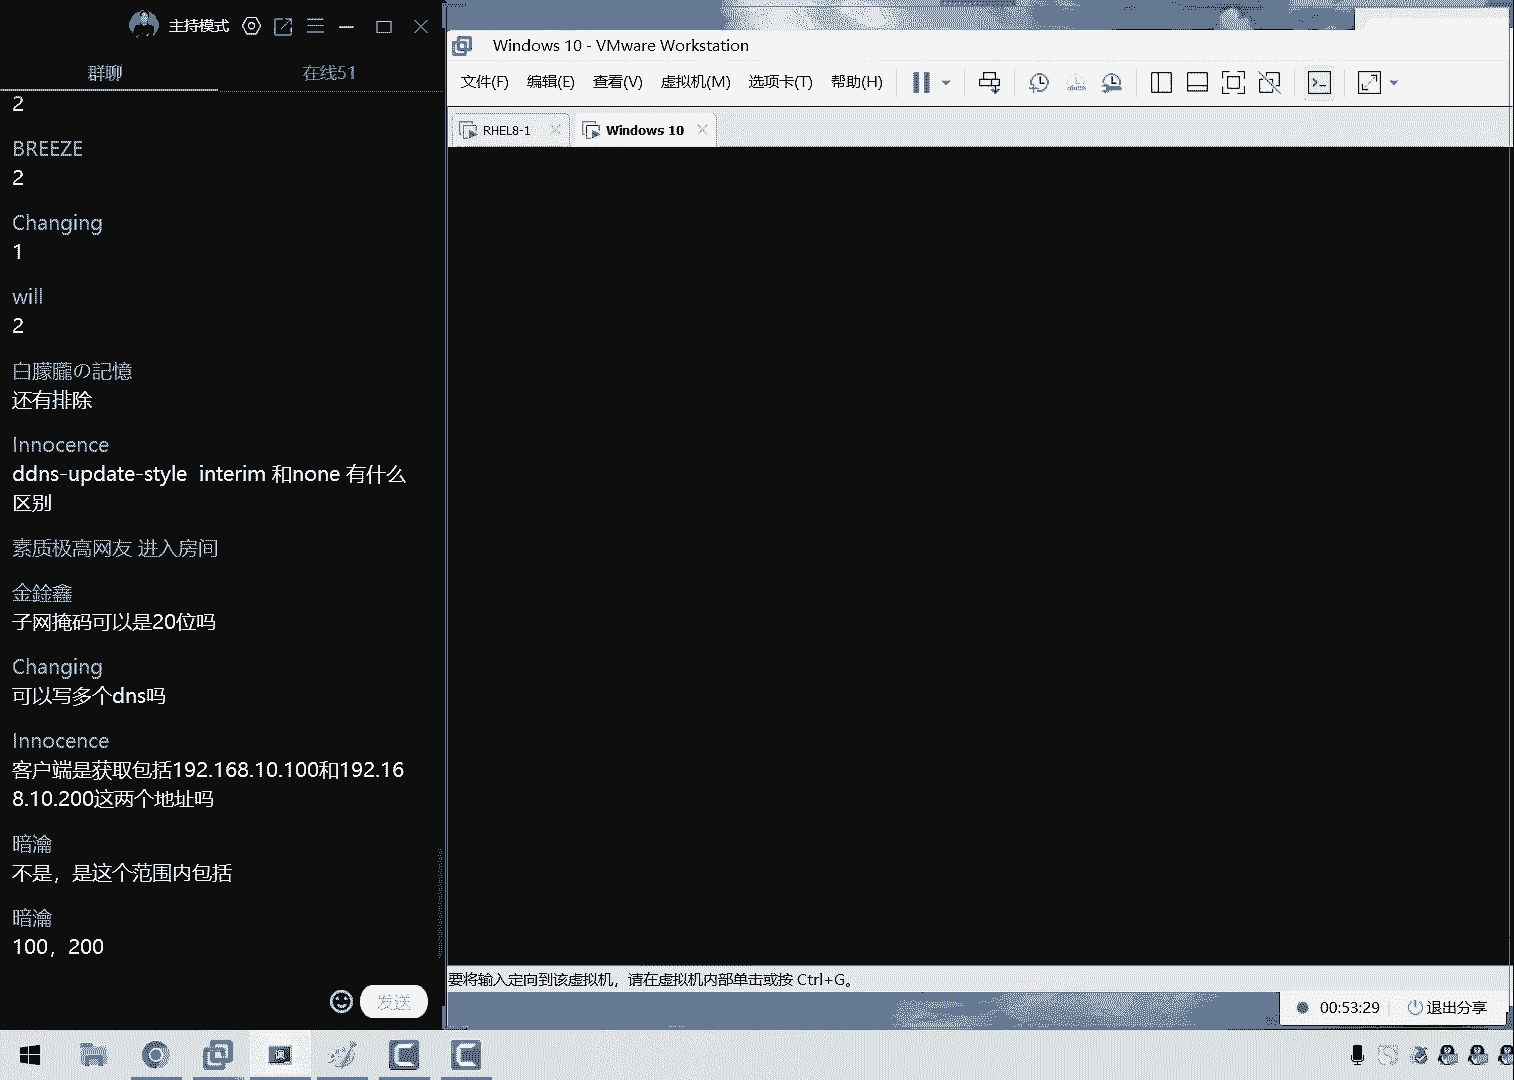 主持模式
群聊
在线51
2
BREEZE
2
Changing
1
will
2
白朦朧の記憶
还有排除
Innocence
ddns-update-style  interim 和none 有什么
区别
素质极高网友 进入房间
金鍂鑫
子网掩码可以是20位吗
Changing
可以写多个dns吗
Innocence
客户端是获取包括192.168.10.100和192.16
8.10.200这两个地址吗
暗瀹
不是，是这个范围内包括
暗瀹
100，200
发送
Windows 10 - VMware Workstation
文件(F) 编辑(E) 查看(V) 虚拟机(M) 选项卡(T) 帮助(H)
RHEL8-1
Windows 10
要将输入定向到该虚拟机，请在虚拟机内部单击或按 Ctrl+G。
00:53:29
退出分享